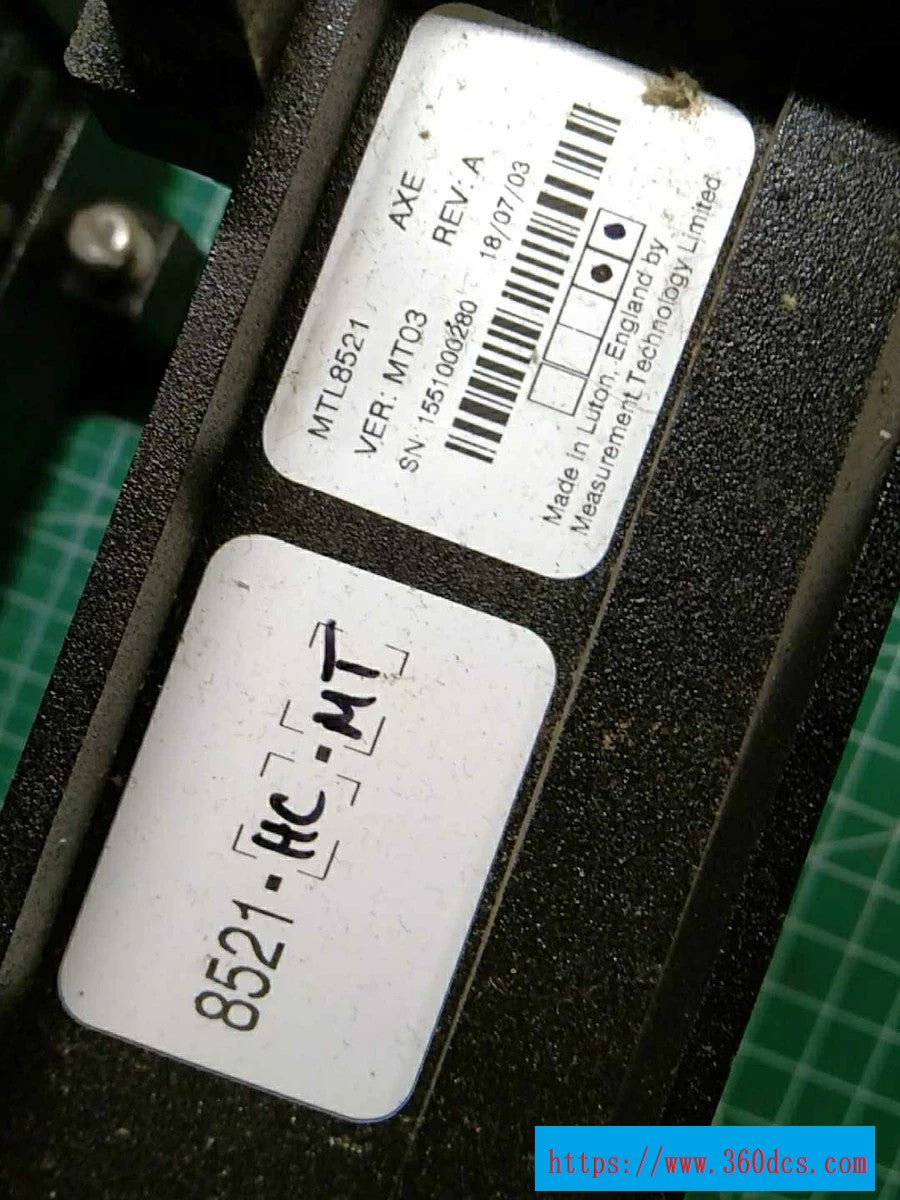 MTL8521 AXE
VER: MT03 REV: A
SN 1551000280 18/07/03
Made in Luton, England by
Measurement Technology Limited
8521-HC-MT
https://www.360dcs.com